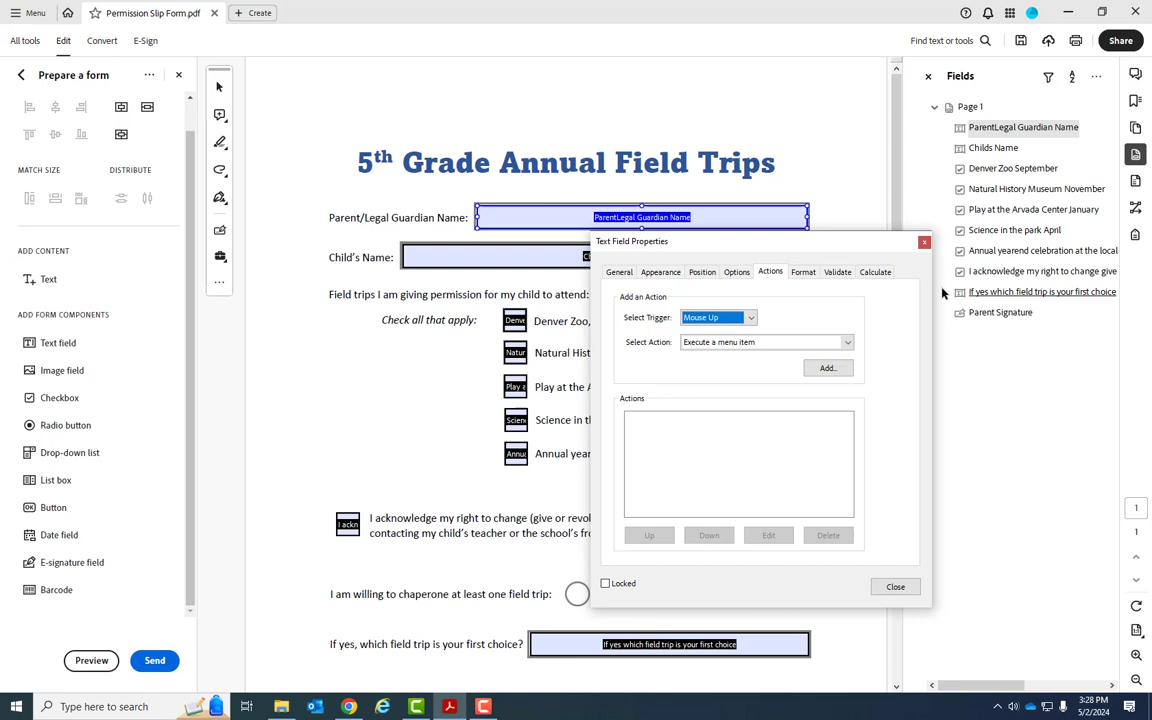 Menu
Permission Slip Form.pdf
Create
All tools
Edit
Convert
E-Sign
Find text or tools
Share
Prepare a form
MATCH SIZE
DISTRIBUTE
ADD CONTENT
Text
ADD FORM COMPONENTS
Text field
Image field
Checkbox
Radio button
Drop-down list
List box
OK Button
Date field
E-signature field
Barcode
Preview
Send
5th Grade Annual Field Trips
Parent/Legal Guardian Name:
ParentLegal Guardian Name
Child's Name:
Field trips I am giving permission for my child to attend:
Check all that apply:
Denver Zoo,
Natur
Natural Hist
Play a
Play at the A
Scien
Science in th
Annu
Annual year
I ackn
I acknowledge my right to change (give or revol
contacting my child's teacher or the school's fro
I am willing to chaperone at least one field trip:
If yes, which field trip is your first choice?
If yes which field trip is your first choice
Text Field Properties
General
Appearance
Position
Options
Actions
Format
Validate
Calculate
Add an Action
Select Trigger:
Mouse Up
Select Action:
Execute a menu item
Add...
Actions
Up
Down
Edit
Delete
Locked
Close
Fields
Page 1
ParentLegal Guardian Name
Childs Name
Denver Zoo September
Natural History Museum November
Play at the Arvada Center January
Science in the park April
Annual yearend celebration at the local
I acknowledge my right to change give
If yes which field trip is your first choice
Parent Signature
1
1
Type here to search
3:28 PM
5/2/2024